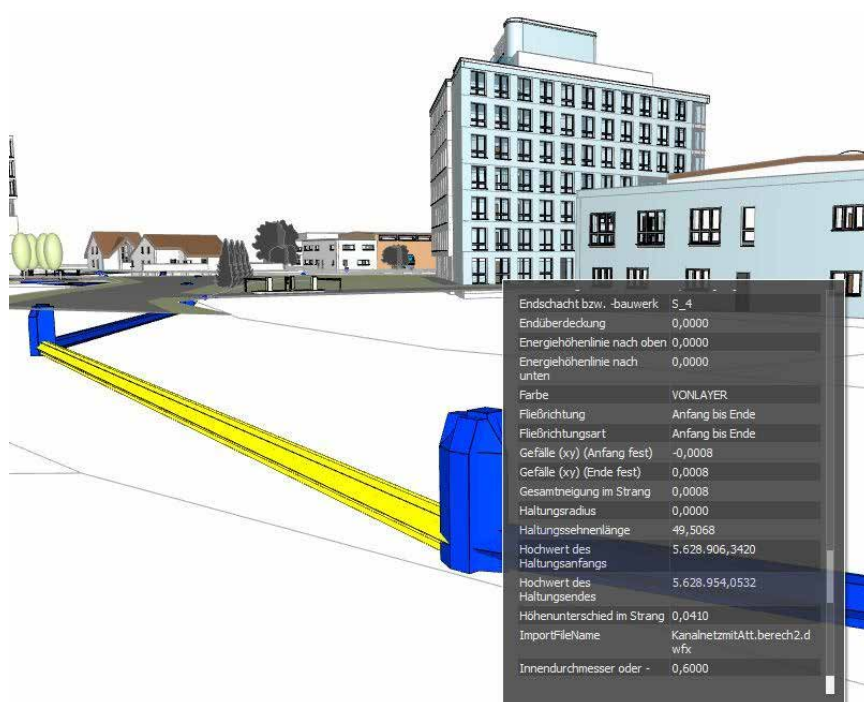 Endschacht bzw. -bauwerk S_4
Endüberdeckung 0,0000
Energiehöhenlinie nach oben 0,0000
Energiehöhenlinie nach 0,0000
unten
Farbe VONLAYER
Fließrichtung Anfang bis Ende
Fließrichtungsart Anfang bis Ende
Gefälle (xy) (Anfang fest) -0,0008
Gefälle (xy) (Ende fest) 0,0008
Gesamtneigung im Strang 0,0008
Haltungsradius 0,0000
Haltungssehnenlänge 49,5068
Hochwert des 5.628.906,3420
Haltungsanfangs
Hochwert des 5.628.954,0532
Haltungsendes
Höhenunterschied im Strang 0,0410
ImportFileName KanalnetzmitAtt.berech2.d
wfx
Innendurchmesser oder - 0,6000